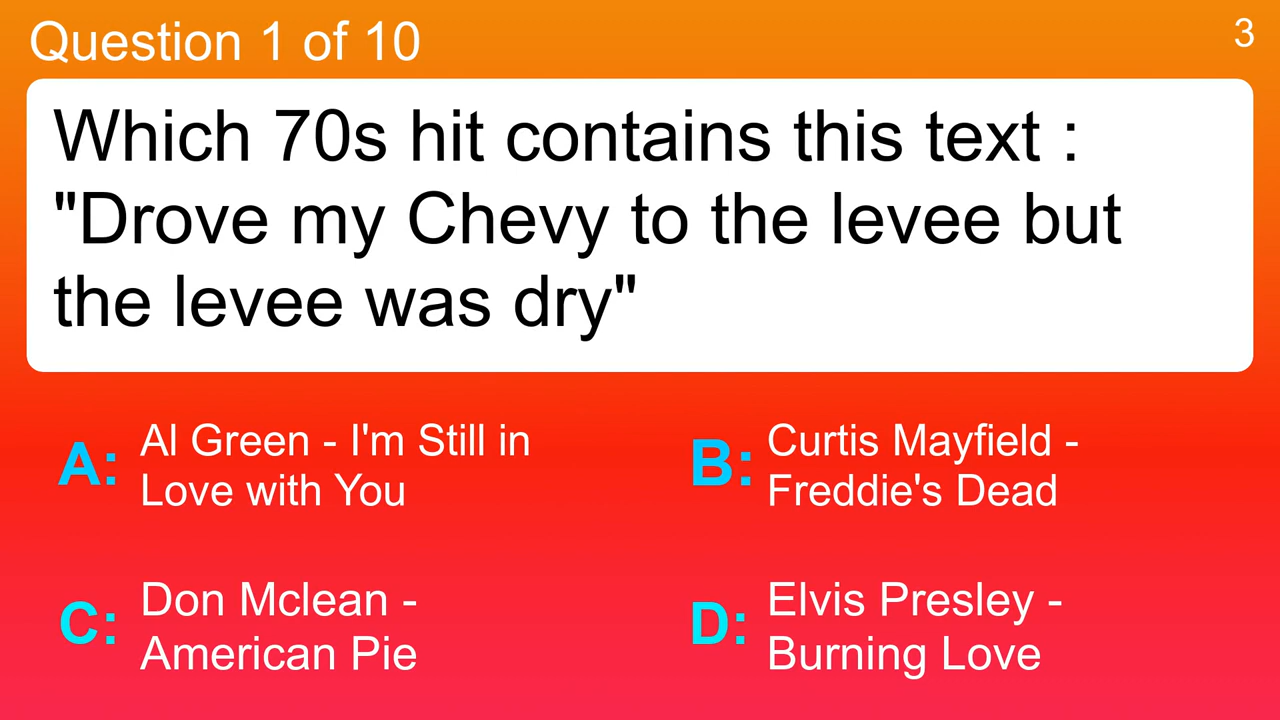 Question 1 of 10
3
Which 70s hit contains this text :
"Drove my Chevy to the levee but
the levee was dry"
A: Al Green - I'm Still in
Love with You
B: Curtis Mayfield -
Freddie's Dead
C: Don Mclean -
American Pie
D: Elvis Presley -
Burning Love